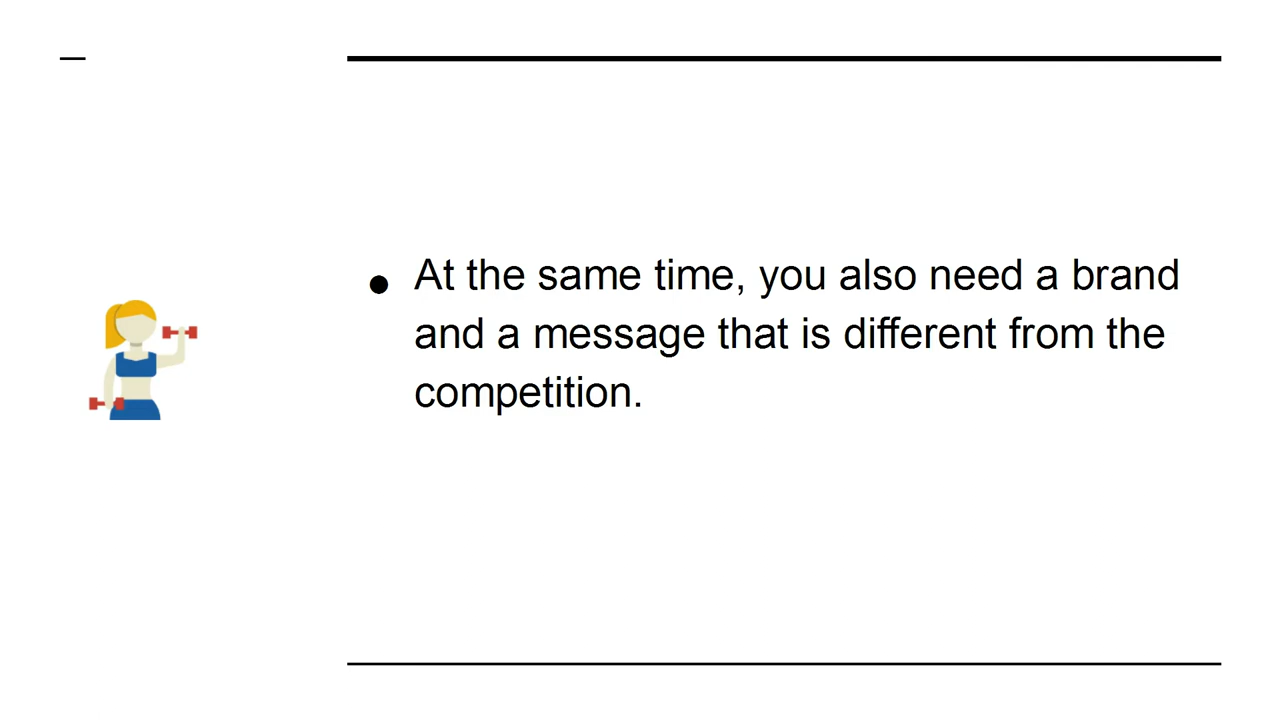 At the same time, you also need a brand
and a message that is different from the
competition.